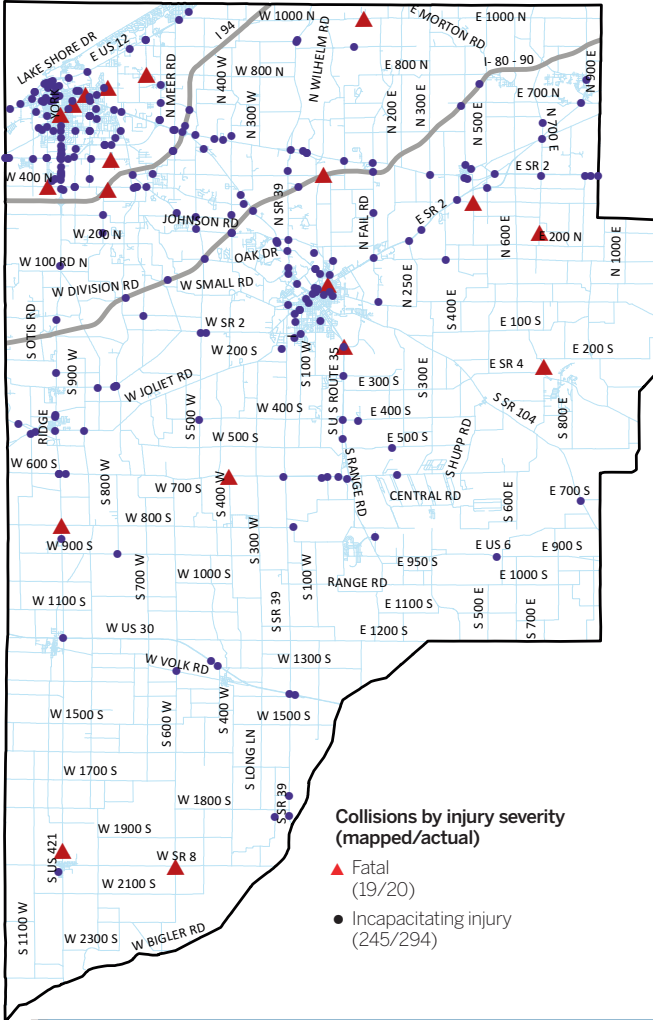 W 1000 N
N WILHELM RD
E MORTON RD
E 1000 N
LAKE SHORE DR
E US 12
I 94
I- 80 - 90
N MEER RD
N 400 W
W 800 N
E 800 N
N 900 E
YORK
N 300 W
N 200 E
N 300 E
N 500 E
E 700 N
N 700 E
W 400 N
E SR 2
N SR 39
N FAIL RD
E SR 2
JOHNSON RD
W 200 N
N 600 E
E 200 N
N 1000 E
W 100 RD N
OAK DR
W DIVISION RD
W SMALL RD
N 250 E
S OTIS RD
W SR 2
S 400 E
E 100 S
W 200 S
S 100 W
S U S ROUTE 35
E 200 S
E SR 4
S 900 W
W JOLIET RD
E 300 S
S 300 E
S SR 104
S 800 E
W 400 S
E 400 S
S 500 W
RIDGE
W 500 S
E 500 S
S HUPP RD
W 600 S
S 800 W
W 700 S
S 400 W
S RANGE RD
CENTRAL RD
S 600 E
E 700 S
W 800 S
S 300 W
W 900 S
S 100 W
E US 6
E 900 S
S 700 W
W 1000 S
E 950 S
E 1000 S
RANGE RD
W 1100 S
S SR 39
E 1100 S
S 500 E
S 700 E
W US 30
E 1200 S
W VOLK RD
W 1300 S
W 1500 S
S 600 W
S 400 W
W 1500 S
S LONG LN
W 1700 S
W 1800 S
S SR 39
W 1900 S
S US 421
W SR 8
W 2100 S
S 1100 W
W 2300 S
W BIGLER RD
Collisions by injury severity
(mapped/actual)
Fatal
(19/20)
Incapacitating injury
(245/294)